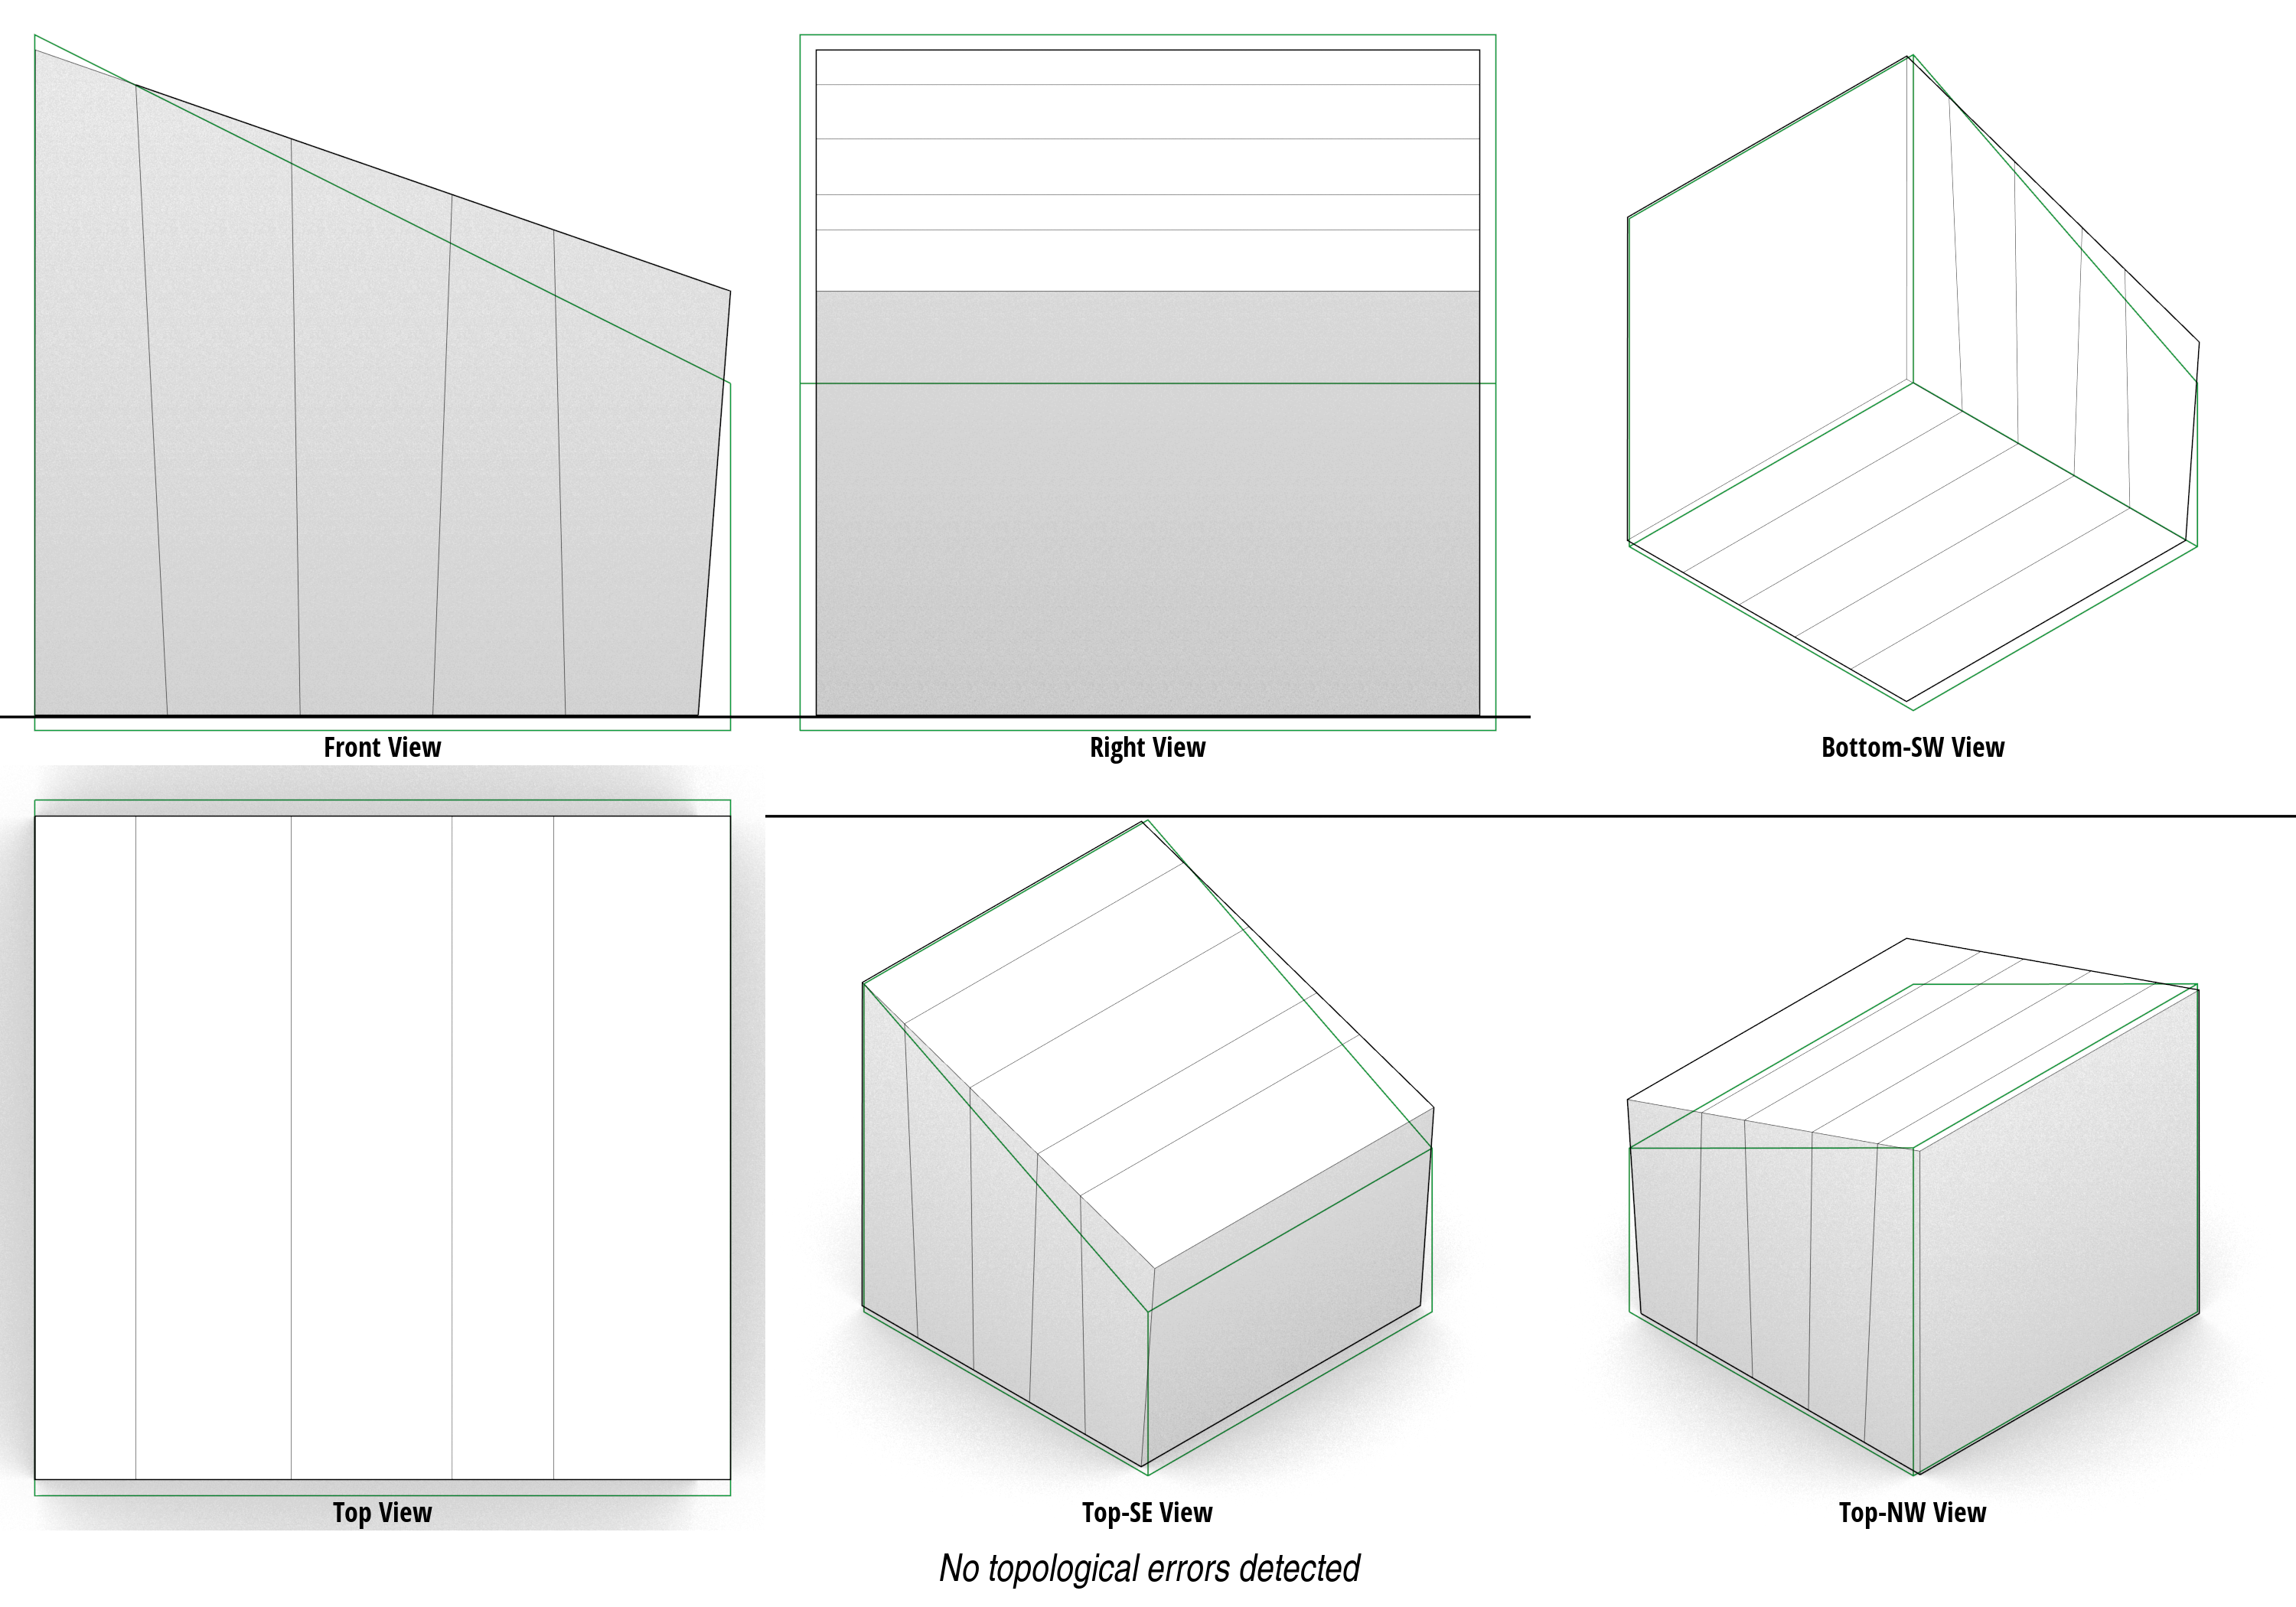 Front View
Right View
Bottom-SW View
Top View
Top-SE View
Top-NW View
No topological errors detected